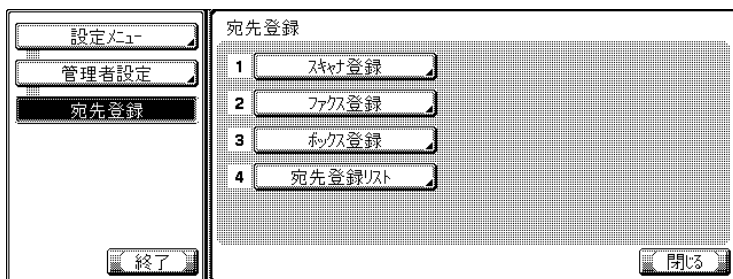 設定ﾒﾆｭｰ
管理者設定
宛先登録
終了
宛先登録
1 ｽｷｬﾅ登録
2 ﾌｧｸｽ登録
3 ﾎﾞｯｸｽ登録
4 宛先登録ﾘｽﾄ
閉じる